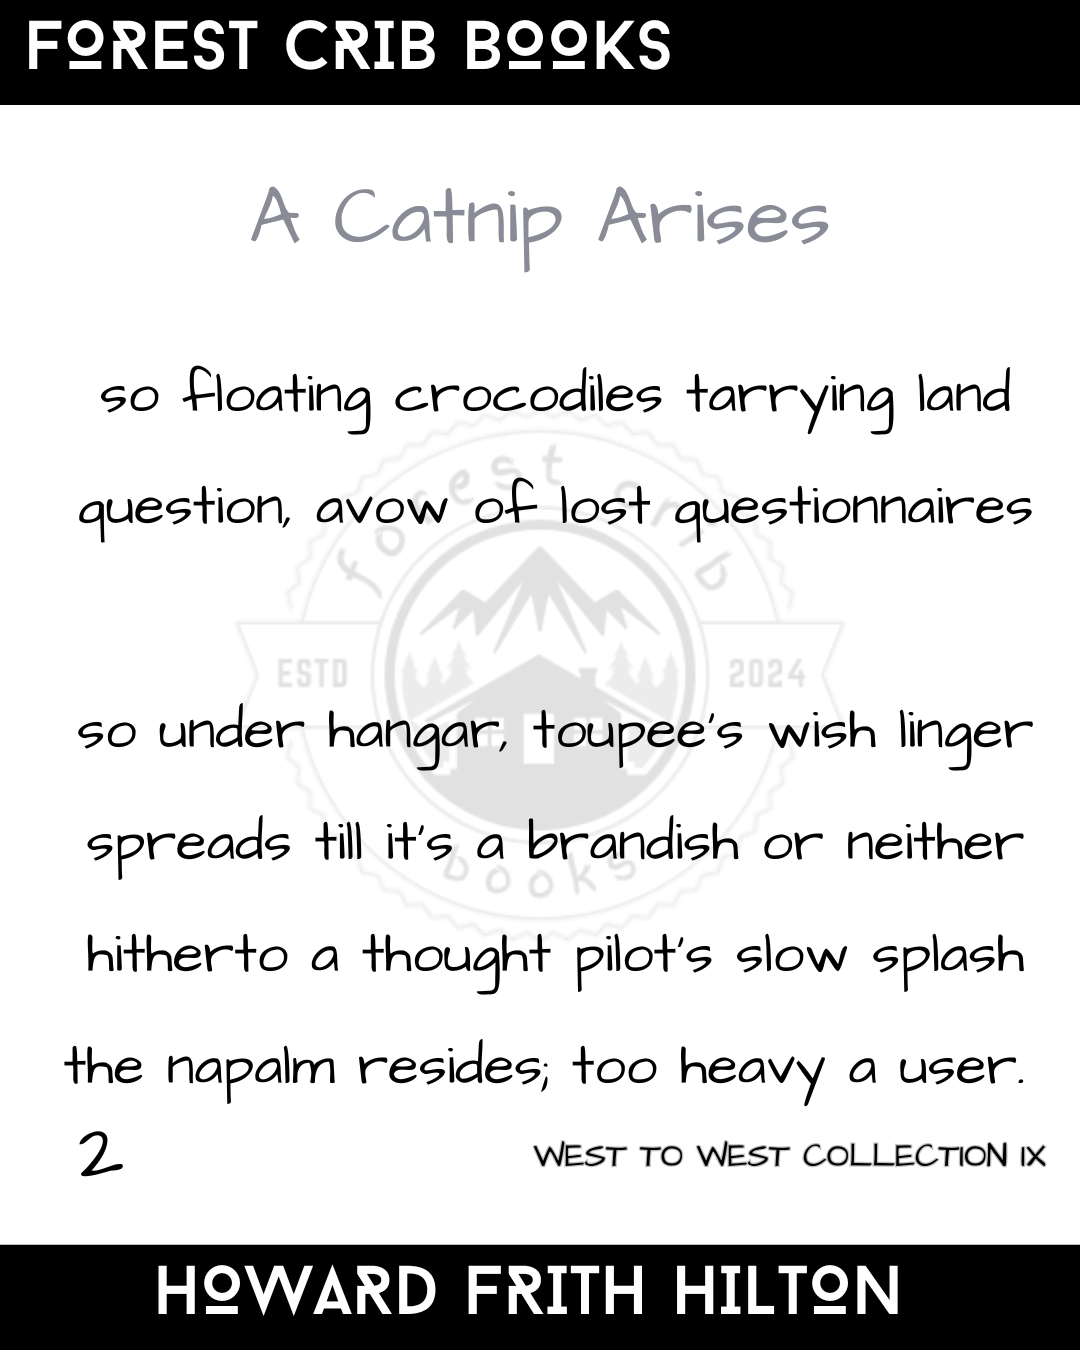 FOREST CRIB BOOKS
A Catnip Arises
so floating crocodiles tarrying land
question, avow of lost questionnaires
so under hangar, toupee's wish linger
spreads till it's a brandish or neither
hitherto a thought pilot's slow splash
the napalm resides; too heavy a user.
2
WEST TO WEST COLLECTION IX
forest crib
ESTD 2024
books
HOWARD FRITH HILTON